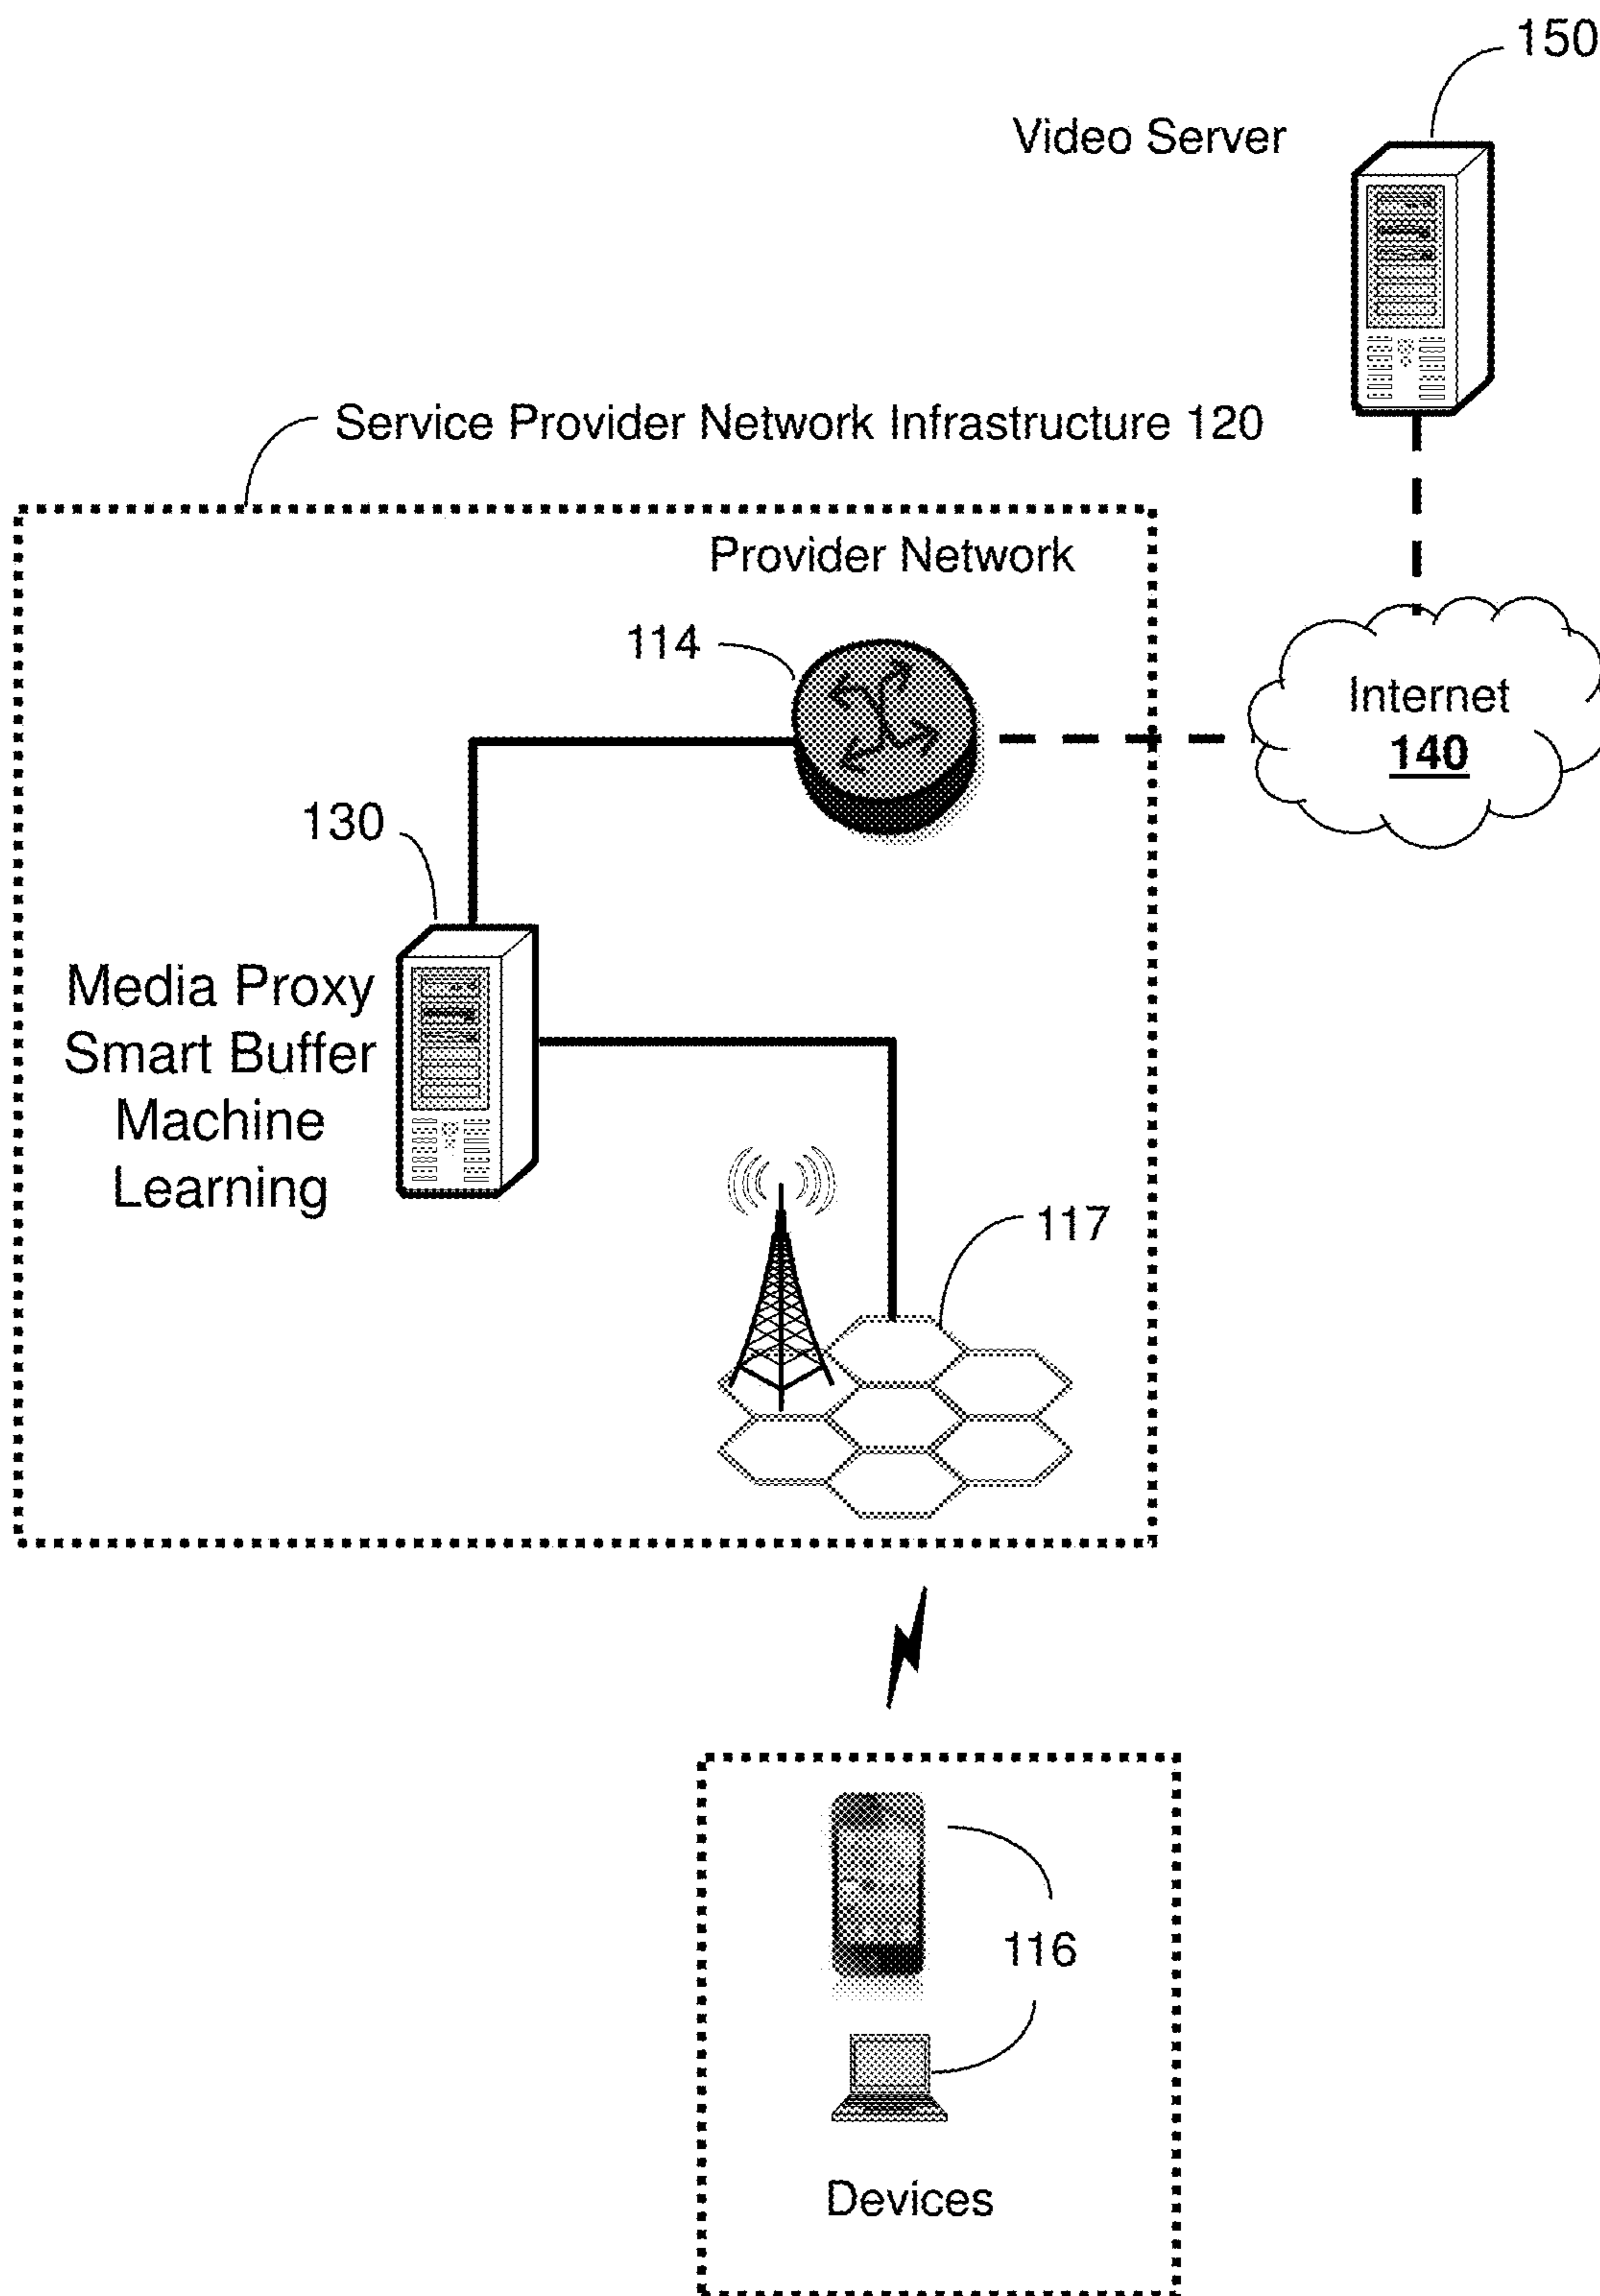 150
Video Server
Service Provider Network Infrastructure 120
Provider Network
114
Internet
140
130
Media Proxy
Smart Buffer
Machine
Learning
117
116
Devices